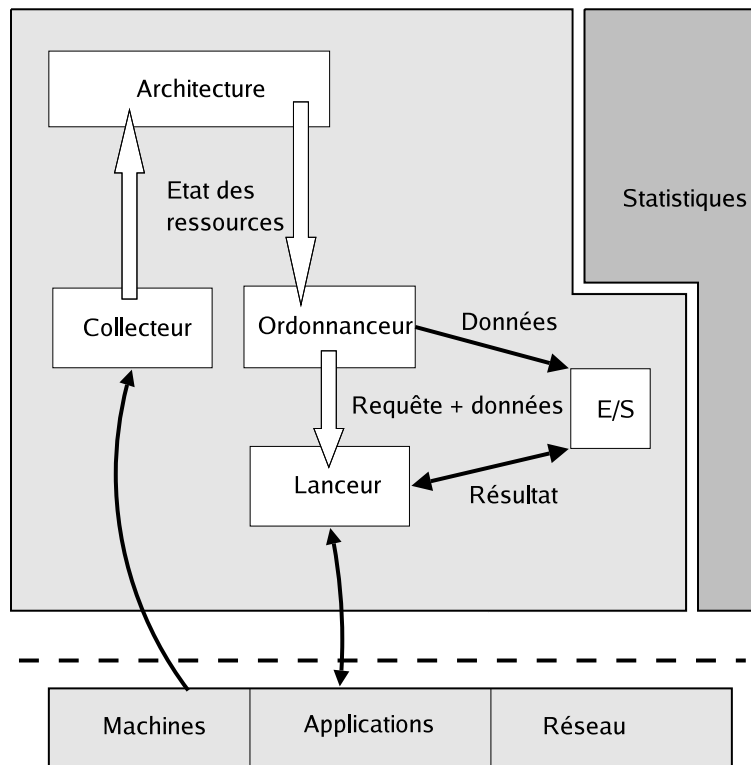 Architecture
Etat des
ressources
Statistiques
Collecteur
Ordonnanceur
Données
Requête + données
E/S
Lanceur
Résultat
Machines
Applications
Réseau